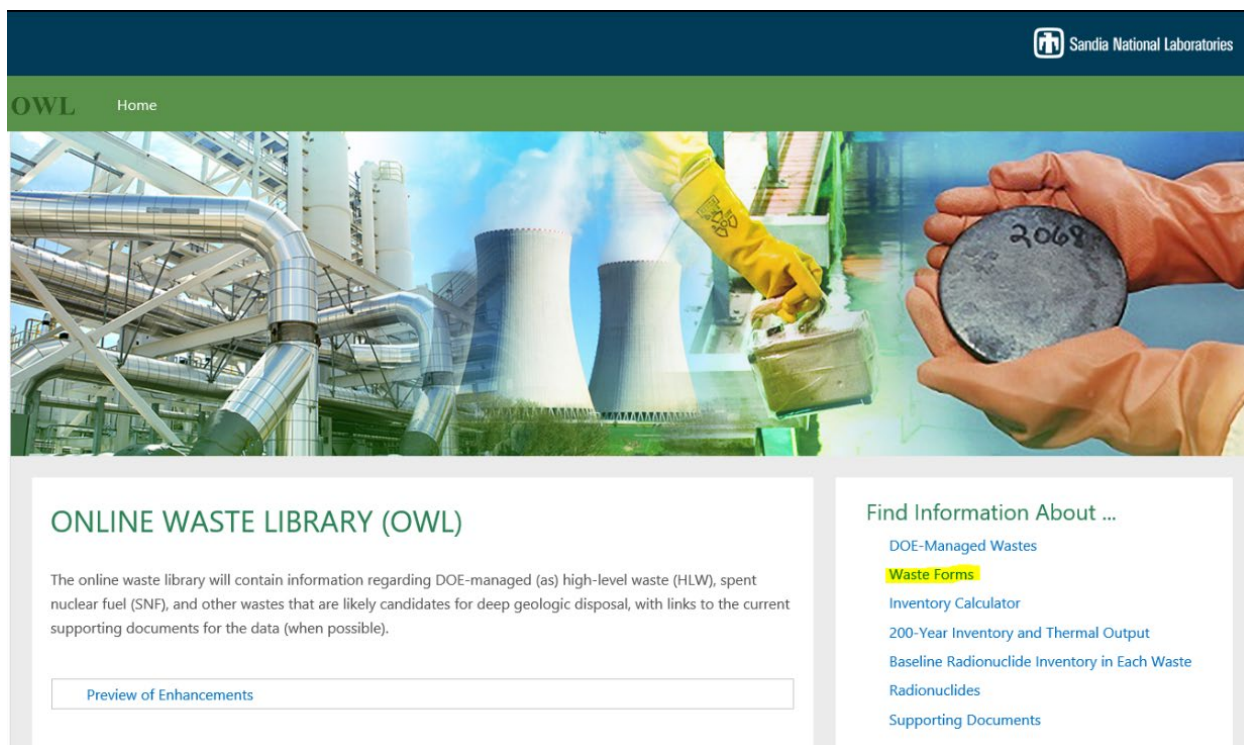 Sandia National Laboratories
OWL Home
2068
ONLINE WASTE LIBRARY (OWL)
The online waste library will contain information regarding DOE-managed (as) high-level waste (HLW), spent
nuclear fuel (SNF), and other wastes that are likely candidates for deep geologic disposal, with links to the current
supporting documents for the data (when possible).
Preview of Enhancements
Find Information About ...
DOE-Managed Wastes
Waste Forms
Inventory Calculator
200-Year Inventory and Thermal Output
Baseline Radionuclide Inventory in Each Waste
Radionuclides
Supporting Documents